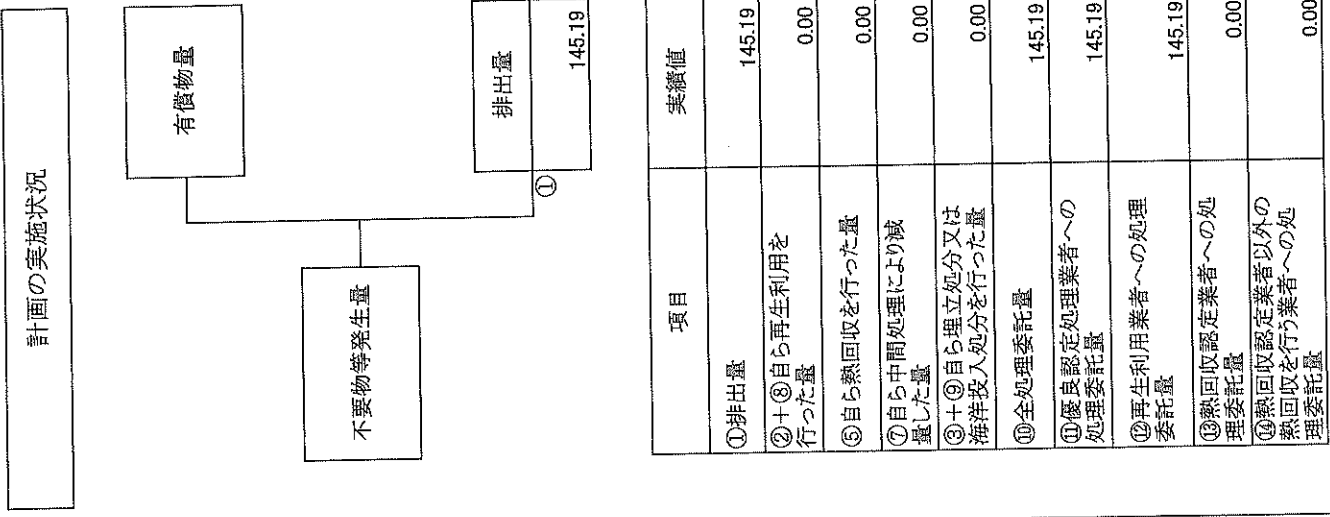 計画の実施状況
有償物量
不要物等発生量
排出量
①
145.19
項目
実績値
①排出量
145.19
②+⑧自ら再生利用を
行った量
0.00
⑤自ら熱回収を行った量
0.00
⑦自ら中間処理により減
量した量
0.00
③+⑨自ら埋立処分又は
海洋投入処分を行った量
0.00
⑩全処理委託量
145.19
⑪優良認定処理業者への
処理委託量
145.19
⑫再生利用業者への処理
委託量
145.19
⑬熱回収認定業者への処
理委託量
0.00
⑭熱回収認定業者以外の
熱回収を行う業者への処
理委託量
0.00